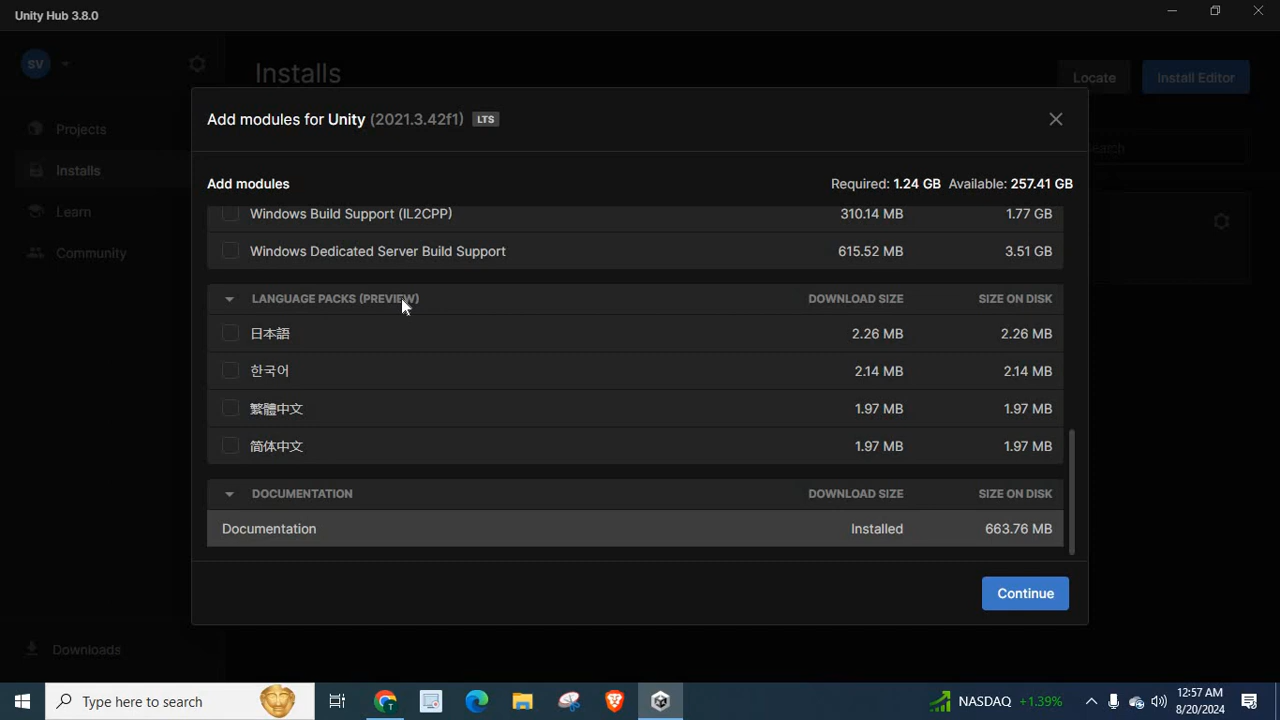 Unity Hub 3.8.0
SV
Installs
Locate
Install Editor
Add modules for Unity (2021.3.42f1) LTS
Projects
Installs
Learn
Community
Add modules
Required: 1.24 GB Available: 257.41 GB
Windows Build Support (IL2CPP) 310.14 MB 1.77 GB
Windows Dedicated Server Build Support 615.52 MB 3.51 GB
LANGUAGE PACKS (PREVIEW) DOWNLOAD SIZE SIZE ON DISK
日本語 2.26 MB 2.26 MB
한국어 2.14 MB 2.14 MB
繁體中文 1.97 MB 1.97 MB
简体中文 1.97 MB 1.97 MB
DOCUMENTATION DOWNLOAD SIZE SIZE ON DISK
Documentation Installed 663.76 MB
Continue
Downloads
Type here to search
NASDAQ +1.39%
12:57 AM
8/20/2024